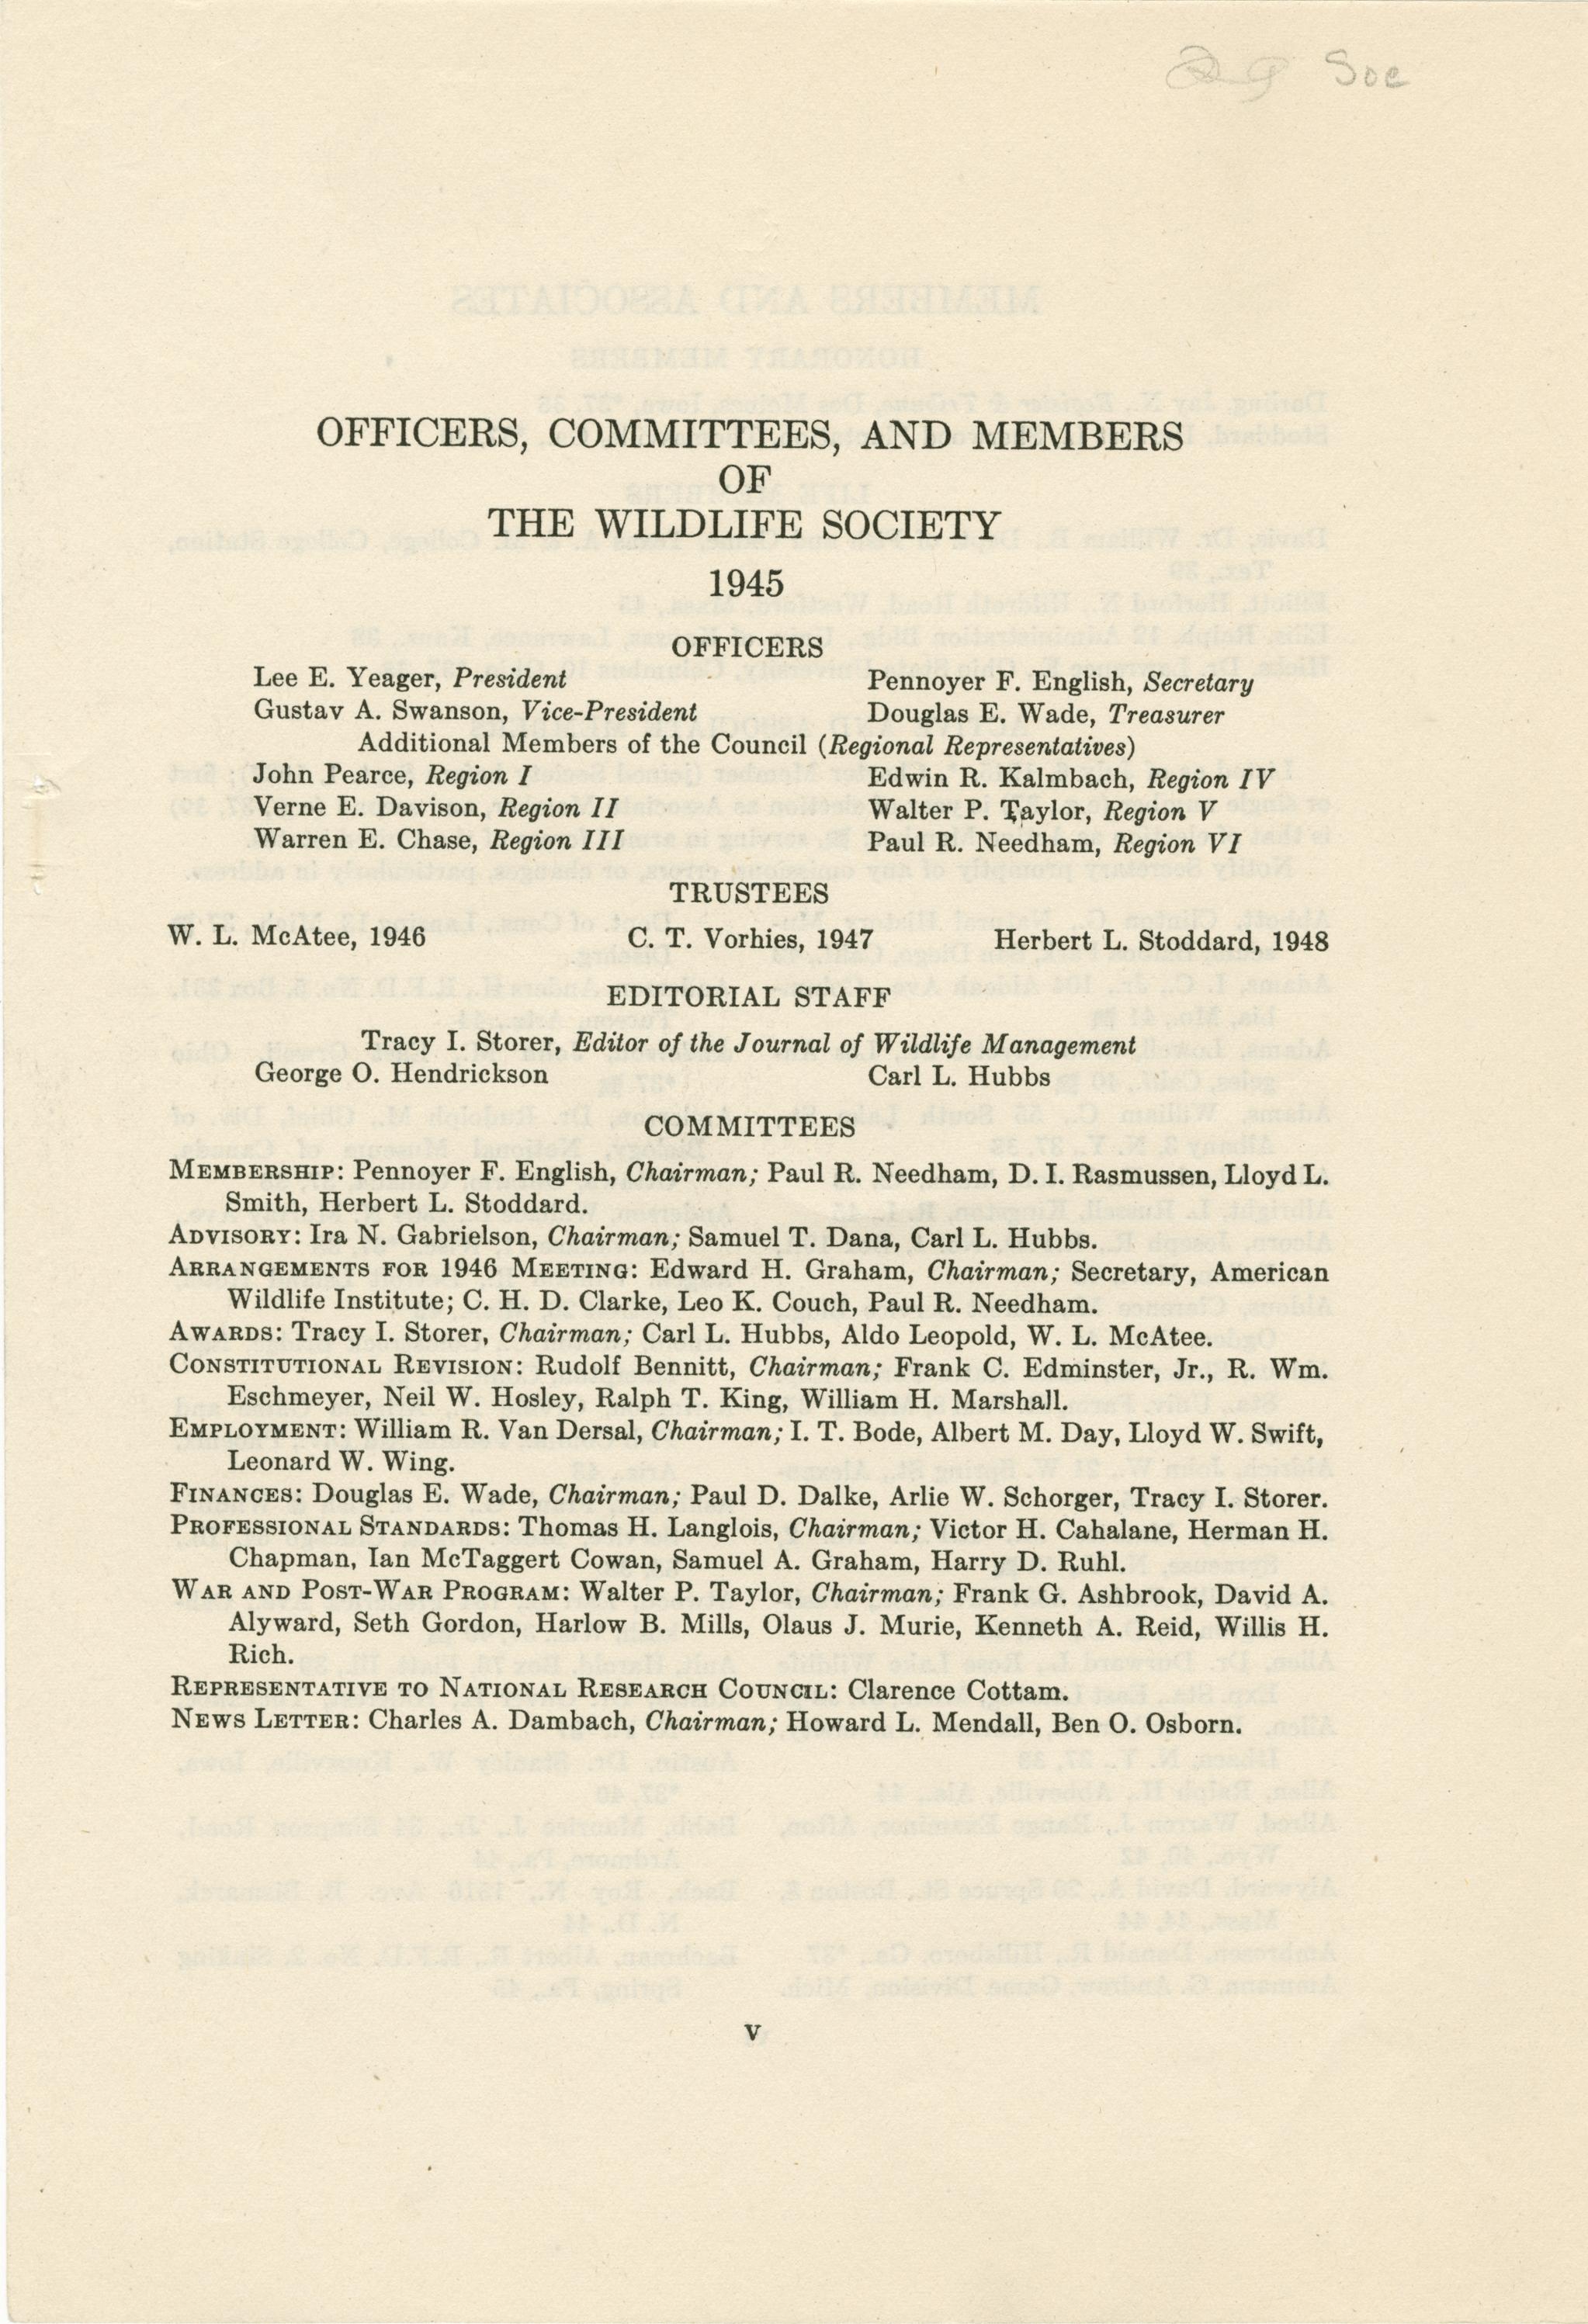 Soc
OFFICERS, COMMITTEES, AND MEMBERS
OF
THE WILDLIFE SOCIETY
1945
OFFICERS
Lee E. Yeager, President Pennoyer F. English, Secretary
Gustav A. Swanson, Vice-President Douglas E. Wade, Treasurer
Additional Members of the Council (Regional Representatives)
John Pearce, Region I Edwin R. Kalmbach, Region IV
Verne E. Davison, Region II Walter P. Taylor, Region V
Warren E. Chase, Region III Paul R. Needham, Region VI
TRUSTEES
W. L. McAtee, 1946 C. T. Vorhies, 1947 Herbert L. Stoddard, 1948
EDITORIAL STAFF
Tracy I. Storer, Editor of the Journal of Wildlife Management
George O. Hendrickson Carl L. Hubbs
COMMITTEES
MEMBERSHIP: Pennoyer F. English, Chairman; Paul R. Needham, D. I. Rasmussen, Lloyd L.
Smith, Herbert L. Stoddard.
ADVISORY: Ira N. Gabrielson, Chairman; Samuel T. Dana, Carl L. Hubbs.
ARRANGEMENTS FOR 1946 MEETING: Edward H. Graham, Chairman; Secretary, American
Wildlife Institute; C. H. D. Clarke, Leo K. Couch, Paul R. Needham.
AWARDS: Tracy I. Storer, Chairman; Carl L. Hubbs, Aldo Leopold, W. L. McAtee.
CONSTITUTIONAL REVISION: Rudolf Bennitt, Chairman; Frank C. Edminster, Jr., R. Wm.
Eschmeyer, Neil W. Hosley, Ralph T. King, William H. Marshall.
EMPLOYMENT: William R. Van Dersal, Chairman; I. T. Bode, Albert M. Day, Lloyd W. Swift,
Leonard W. Wing.
FINANCES: Douglas E. Wade, Chairman; Paul D. Dalke, Arlie W. Schorger, Tracy I. Storer.
PROFESSIONAL STANDARDS: Thomas H. Langlois, Chairman; Victor H. Cahalane, Herman H.
Chapman, Ian McTaggert Cowan, Samuel A. Graham, Harry D. Ruhl.
WAR AND POST-WAR PROGRAM: Walter P. Taylor, Chairman; Frank G. Ashbrook, David A.
Alyward, Seth Gordon, Harlow B. Mills, Olaus J. Murie, Kenneth A. Reid, Willis H.
Rich.
REPRESENTATIVE TO NATIONAL RESEARCH COUNCIL: Clarence Cottam.
NEWS LETTER: Charles A. Dambach, Chairman; Howard L. Mendall, Ben O. Osborn.
v